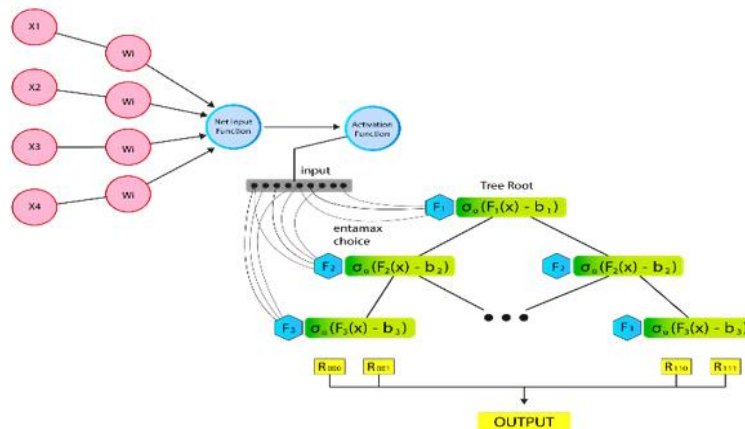 X1
Wi
X2
Wi
X3
Wi
X4
Wi
Net Input
Function
Activation
Function
input
entamax
choice
Tree Root
F₁ σα(F₁(x) - b₁)
F₂ σα(F₂(x) - b₂)
σα(F₂(x) - b₂)
F₃ σα(F₃(x) - b₃)
σα(F₃(x) - b₃)
R000
R001
R110
R111
OUTPUT